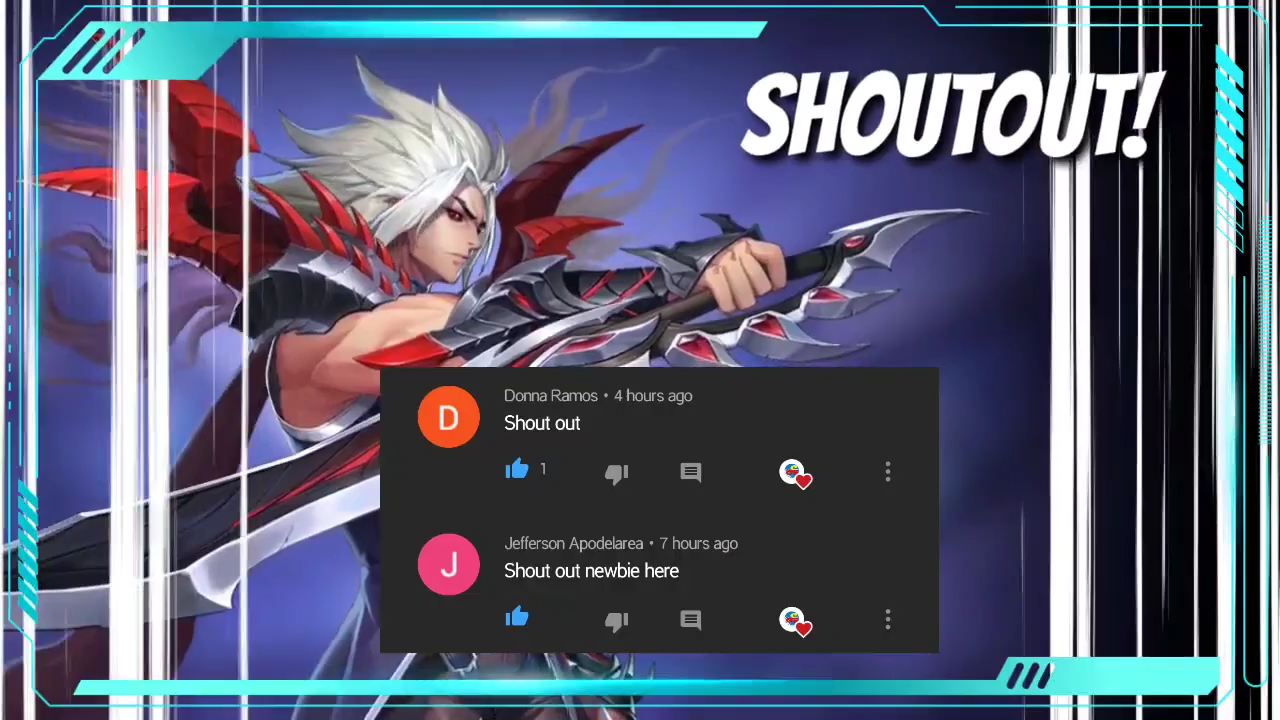 SHOUTOUT!
D
Donna Ramos • 4 hours ago
Shout out
1
J
Jefferson Apodelarea • 7 hours ago
Shout out newbie here